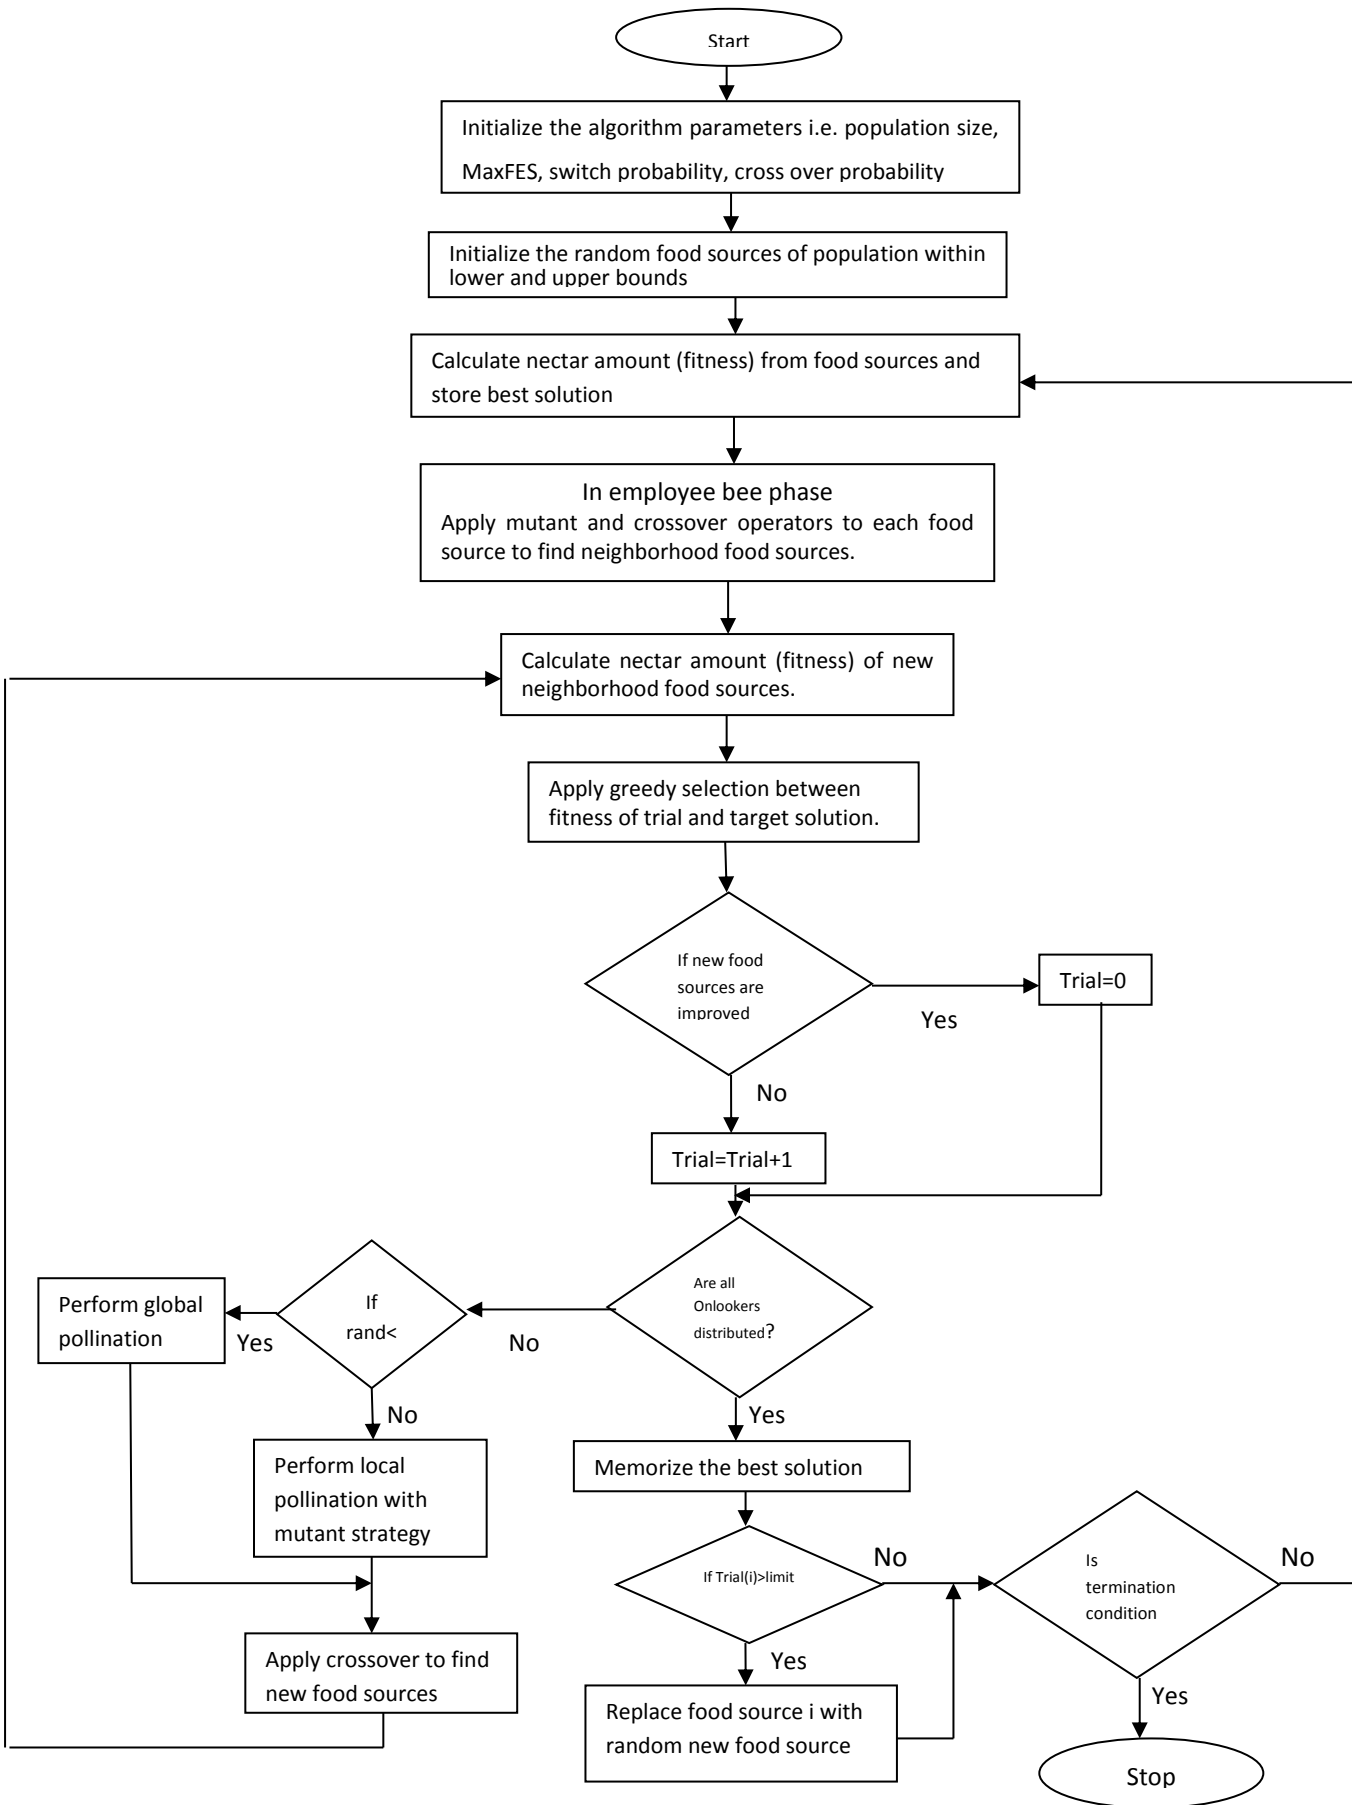 Start
Initialize the algorithm parameters i.e. population size,
MaxFES, switch probability, cross over probability
Initialize the random food sources of population within
lower and upper bounds
Calculate nectar amount (fitness) from food sources and
store best solution
In employee bee phase
Apply mutant and crossover operators to each food
source to find neighborhood food sources.
Calculate nectar amount (fitness) of new
neighborhood food sources.
Apply greedy selection between
fitness of trial and target solution.
If new food
sources are
improved
Yes
Trial=0
No
Trial=Trial+1
Are all
Onlookers
distributed?
No
If
rand<
Yes
Perform global
pollination
No
Perform local
pollination with
mutant strategy
Apply crossover to find
new food sources
Yes
Memorize the best solution
If Trial(i)>limit
No
Yes
Replace food source i with
random new food source
Is
termination
condition
No
Yes
Stop